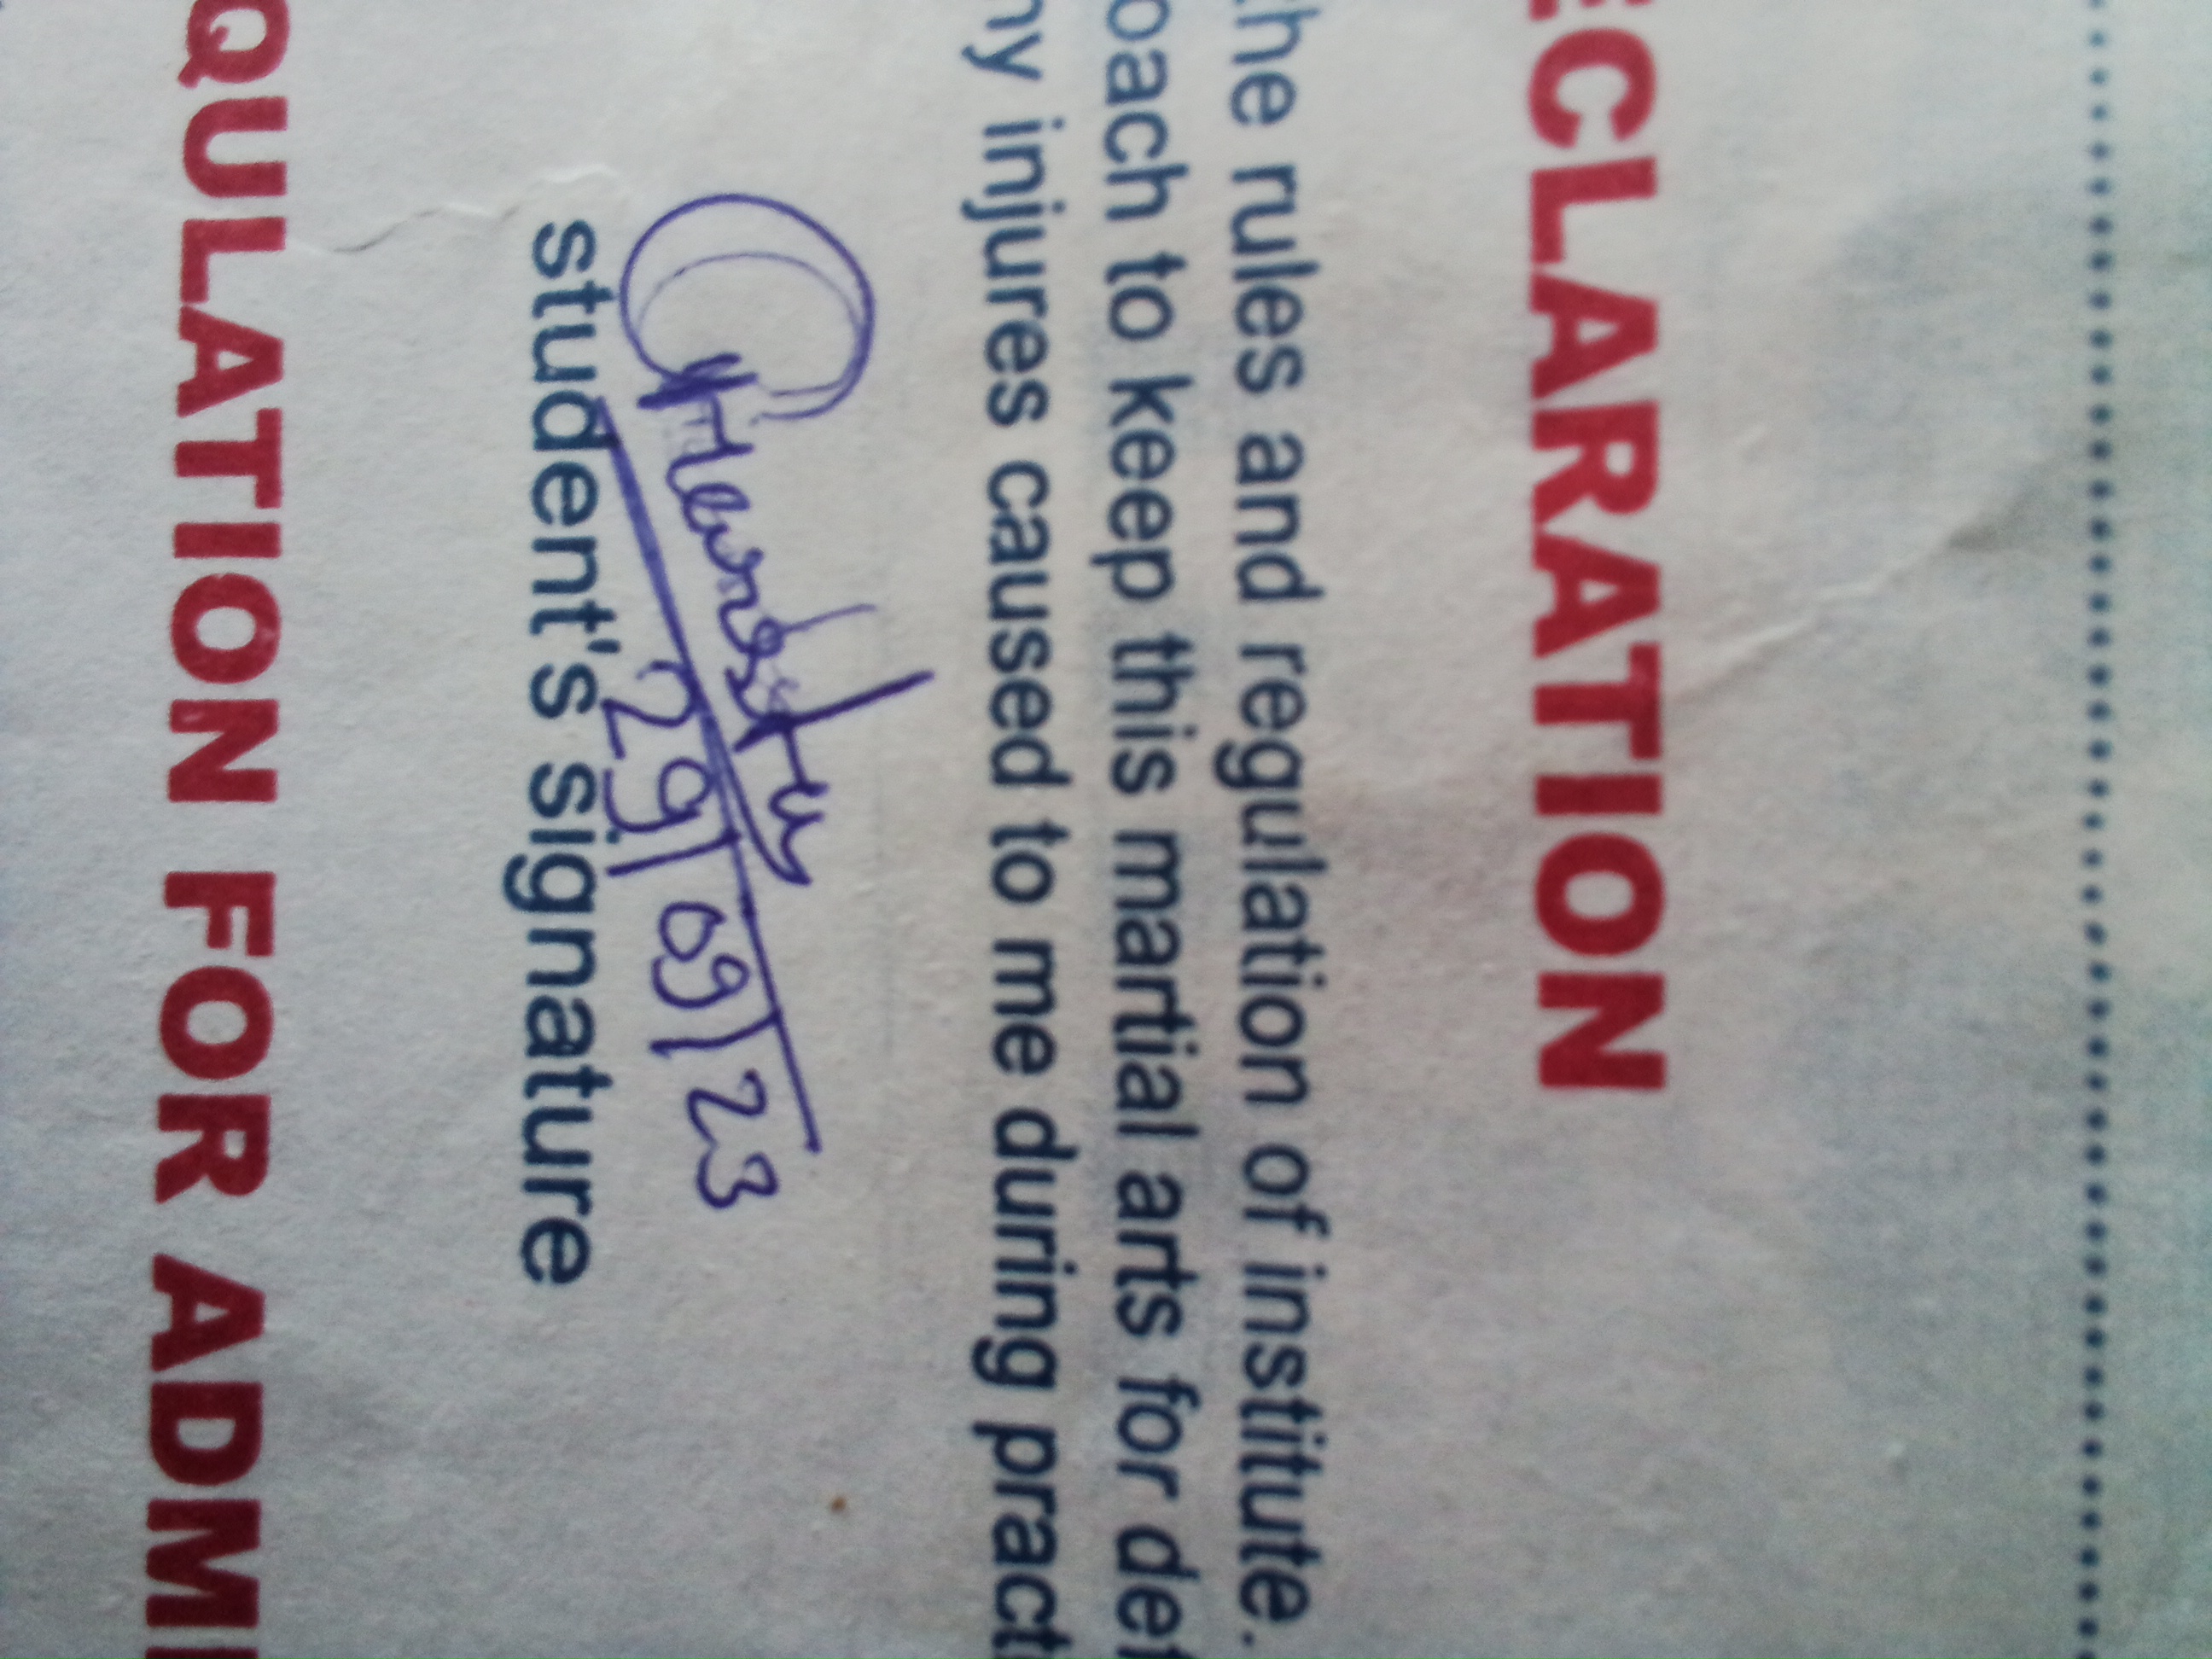 ECLARATION
the rules and regulation of institute.
oach to keep this martial arts for def
ny injures caused to me during pract
29/09/23
student's signature
QULATION FOR ADMI